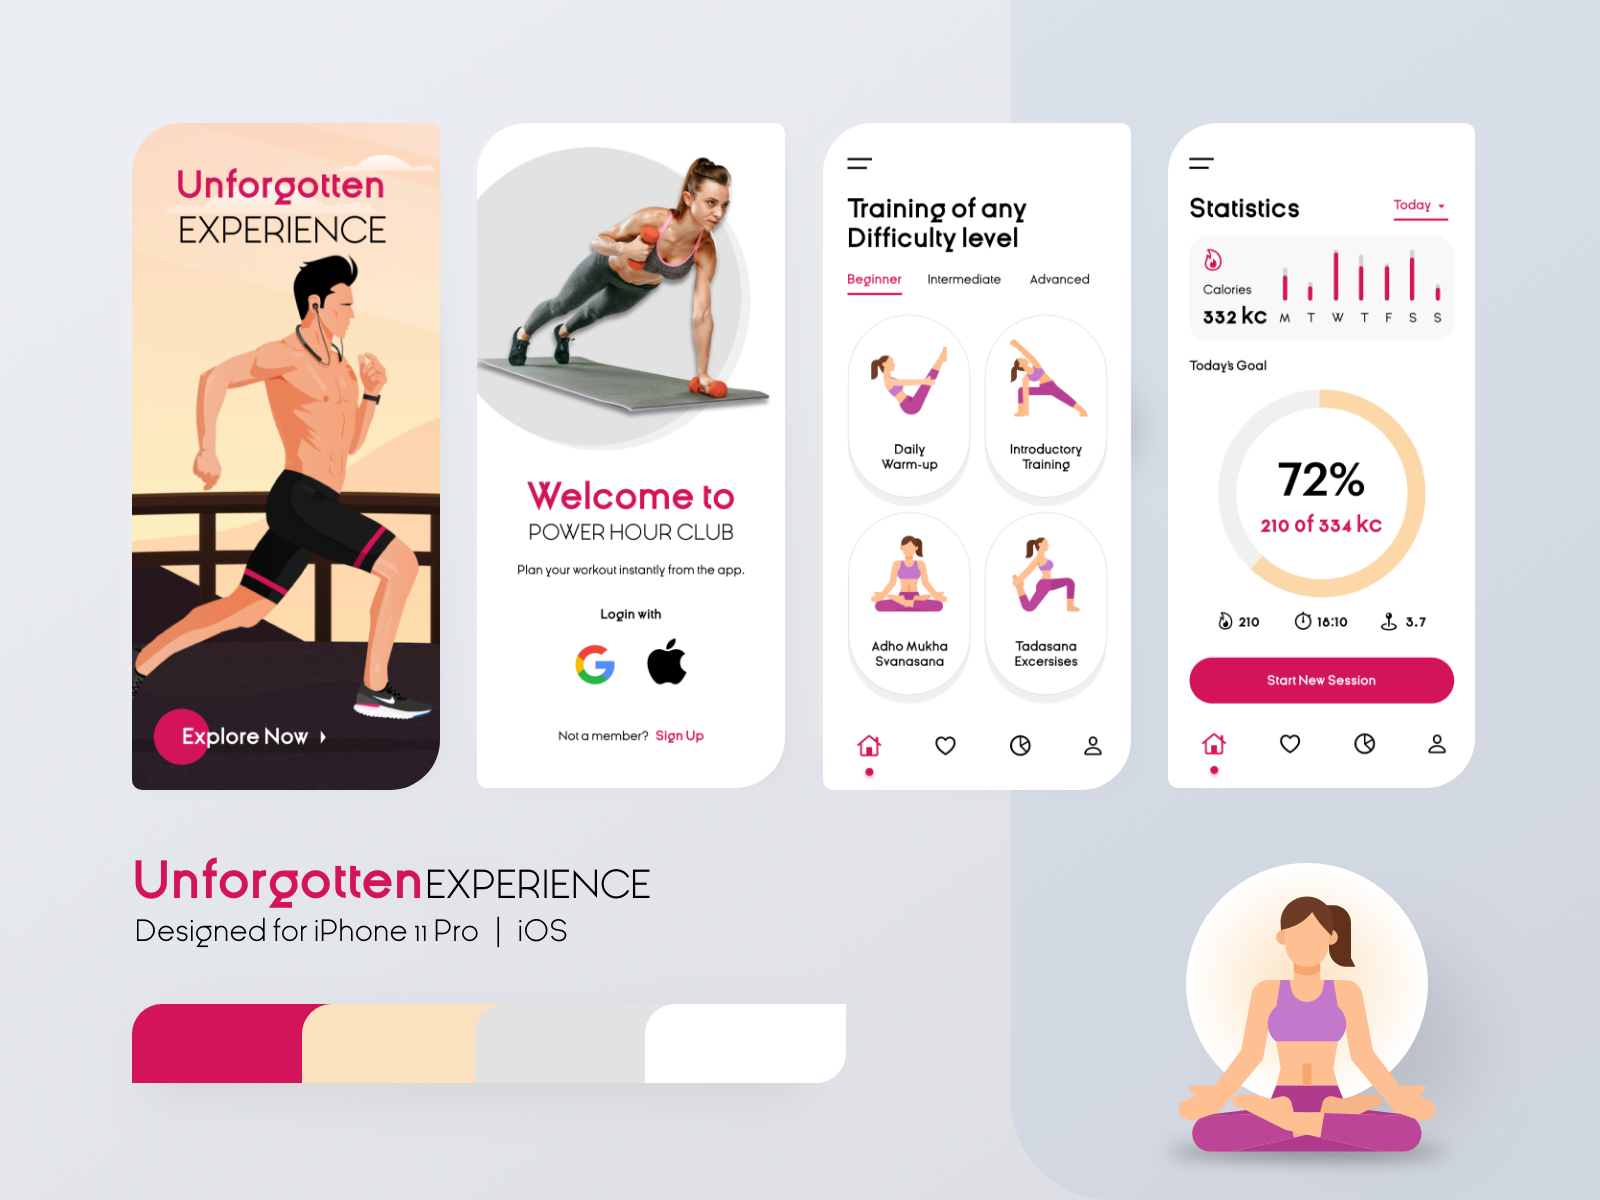 Unforgotten
EXPERIENCE
Explore Now
Welcome to
POWER HOUR CLUB
Plan your workout instantly from the app.
Login with
Not a member? Sign Up
Training of any
Difficulty level
Beginner Intermediate Advanced
Daily
Warm-up
Introductory
Training
Adho Mukha
Svanasana
Tadasana
Excersises
Statistics
Today
Calories
332 kc
M T W T F S S
Today's Goal
72%
210 of 334 kc
210 18:10 3.7
Start New Session
Unforgotten EXPERIENCE
Designed for iPhone 11 Pro | iOS